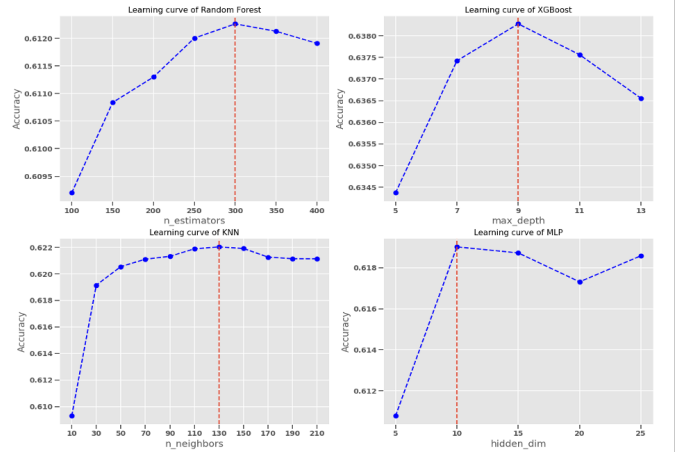 Learning curve of Random Forest
Accuracy
0.6120
0.6115
0.6110
0.6105
0.6100
0.6095
100 150 200 250 300 350 400
n_estimators
Learning curve of XGBoost
Accuracy
0.6380
0.6375
0.6370
0.6365
0.6360
0.6355
0.6350
0.6345
5 7 9 11 13
max_depth
Learning curve of KNN
Accuracy
0.622
0.620
0.618
0.616
0.614
0.612
0.610
10 30 50 70 90 110 130 150 170 190 210
n_neighbors
Learning curve of MLP
Accuracy
0.618
0.616
0.614
0.612
5 10 15 20 25
hidden_dim